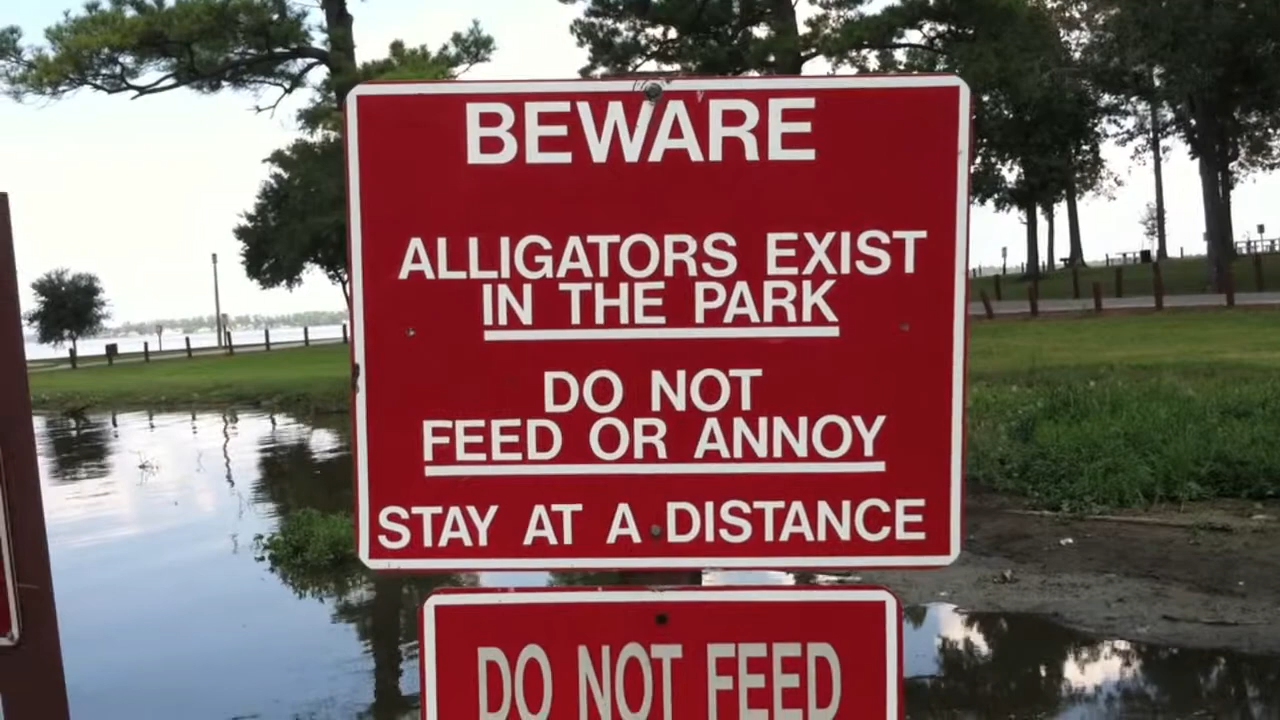 BEWARE
ALLIGATORS EXIST
IN THE PARK
DO NOT
FEED OR ANNOY
STAY AT A DISTANCE
DO NOT FEED